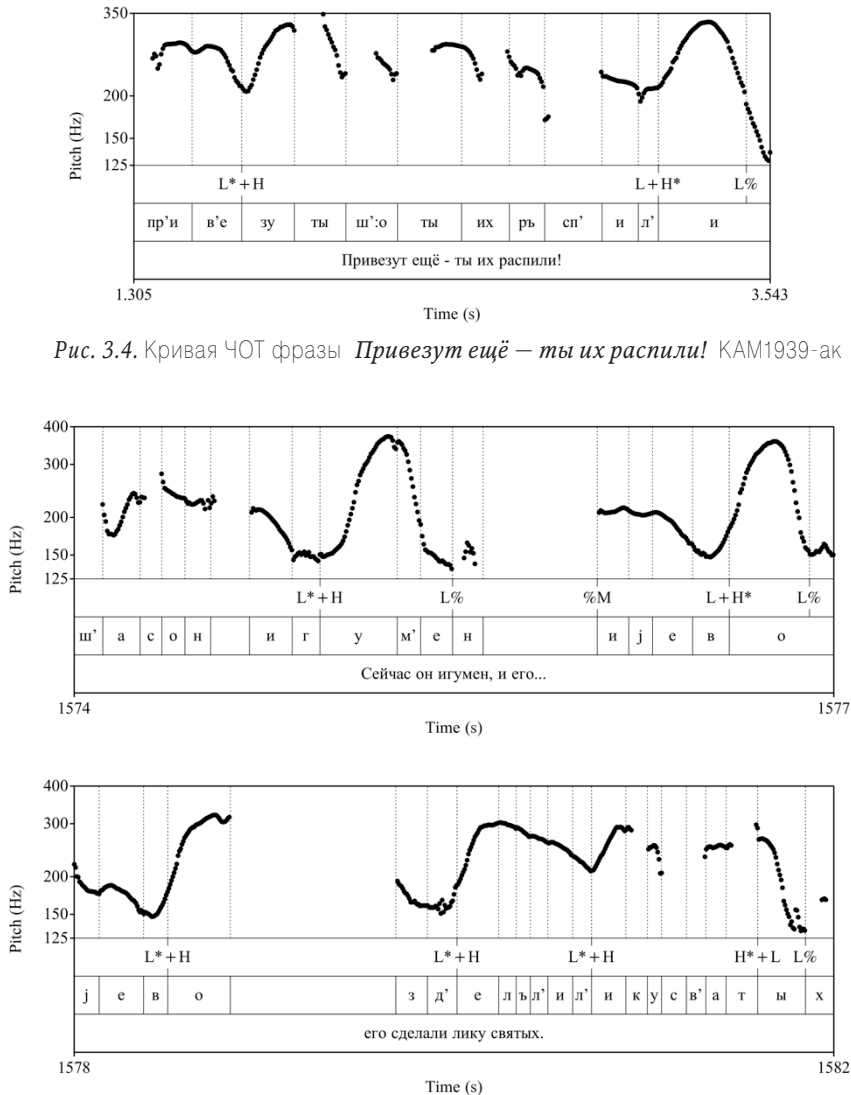 350
200
150
125
Pitch (Hz)
L*+H L+H* L%
пр’и в’е зу ты ш’:о ты их ръ сп’ и л’ и
Привезут ещё - ты их распили!
1.305 3.543
Time (s)
Рис. 3.4. Кривая ЧОТ фразы Привезут ещё — ты их распили! КАМ1939-ак
400
300
200
150
125
Pitch (Hz)
L*+H L% %M L+H* L%
ш’ а с о н и г у м’ е н и j е в о
Сейчас он игумен, и его...
1574 1577
Time (s)
400
300
200
150
125
Pitch (Hz)
L*+H L*+H L*+H H*+L L%
j е в о з д’ е л ъ л’ и л’ и к у с в’ а т ы х
его сделали лику святых.
1578 1582
Time (s)